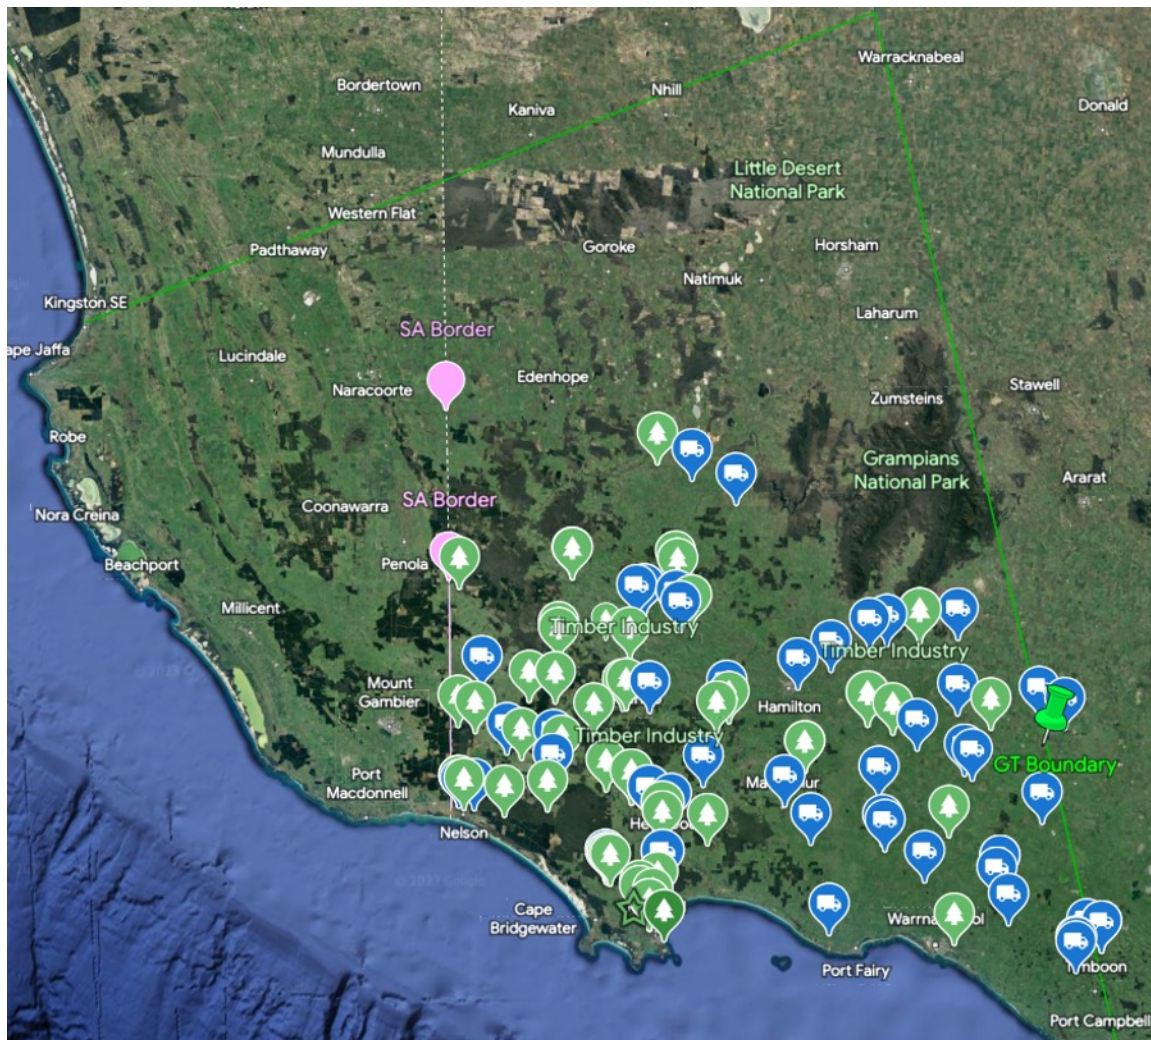 Warracknabeal
Bordertown
Nhill
Kaniva
Donald
Mundulla
Little Desert
National Park
Western Flat
Padthaway
Goroke
Horsham
Natimuk
Kingston SE
Laharum
SA Border
ape Jaffa
Lucindale
Naracoorte
Edenhope
Stawell
Zumsteins
Robe
Grampians
National Park
Ararat
SA Border
Coonawarra
Nora Creina
Beachport
Penola
Millicent
Timber Industry
Timber Industry
Mount
Gambier
Hamilton
Timber Industry
GT Boundary
Port
Macdonnell
Nelson
Cape
Bridgewater
Port Fairy
Port Campbell